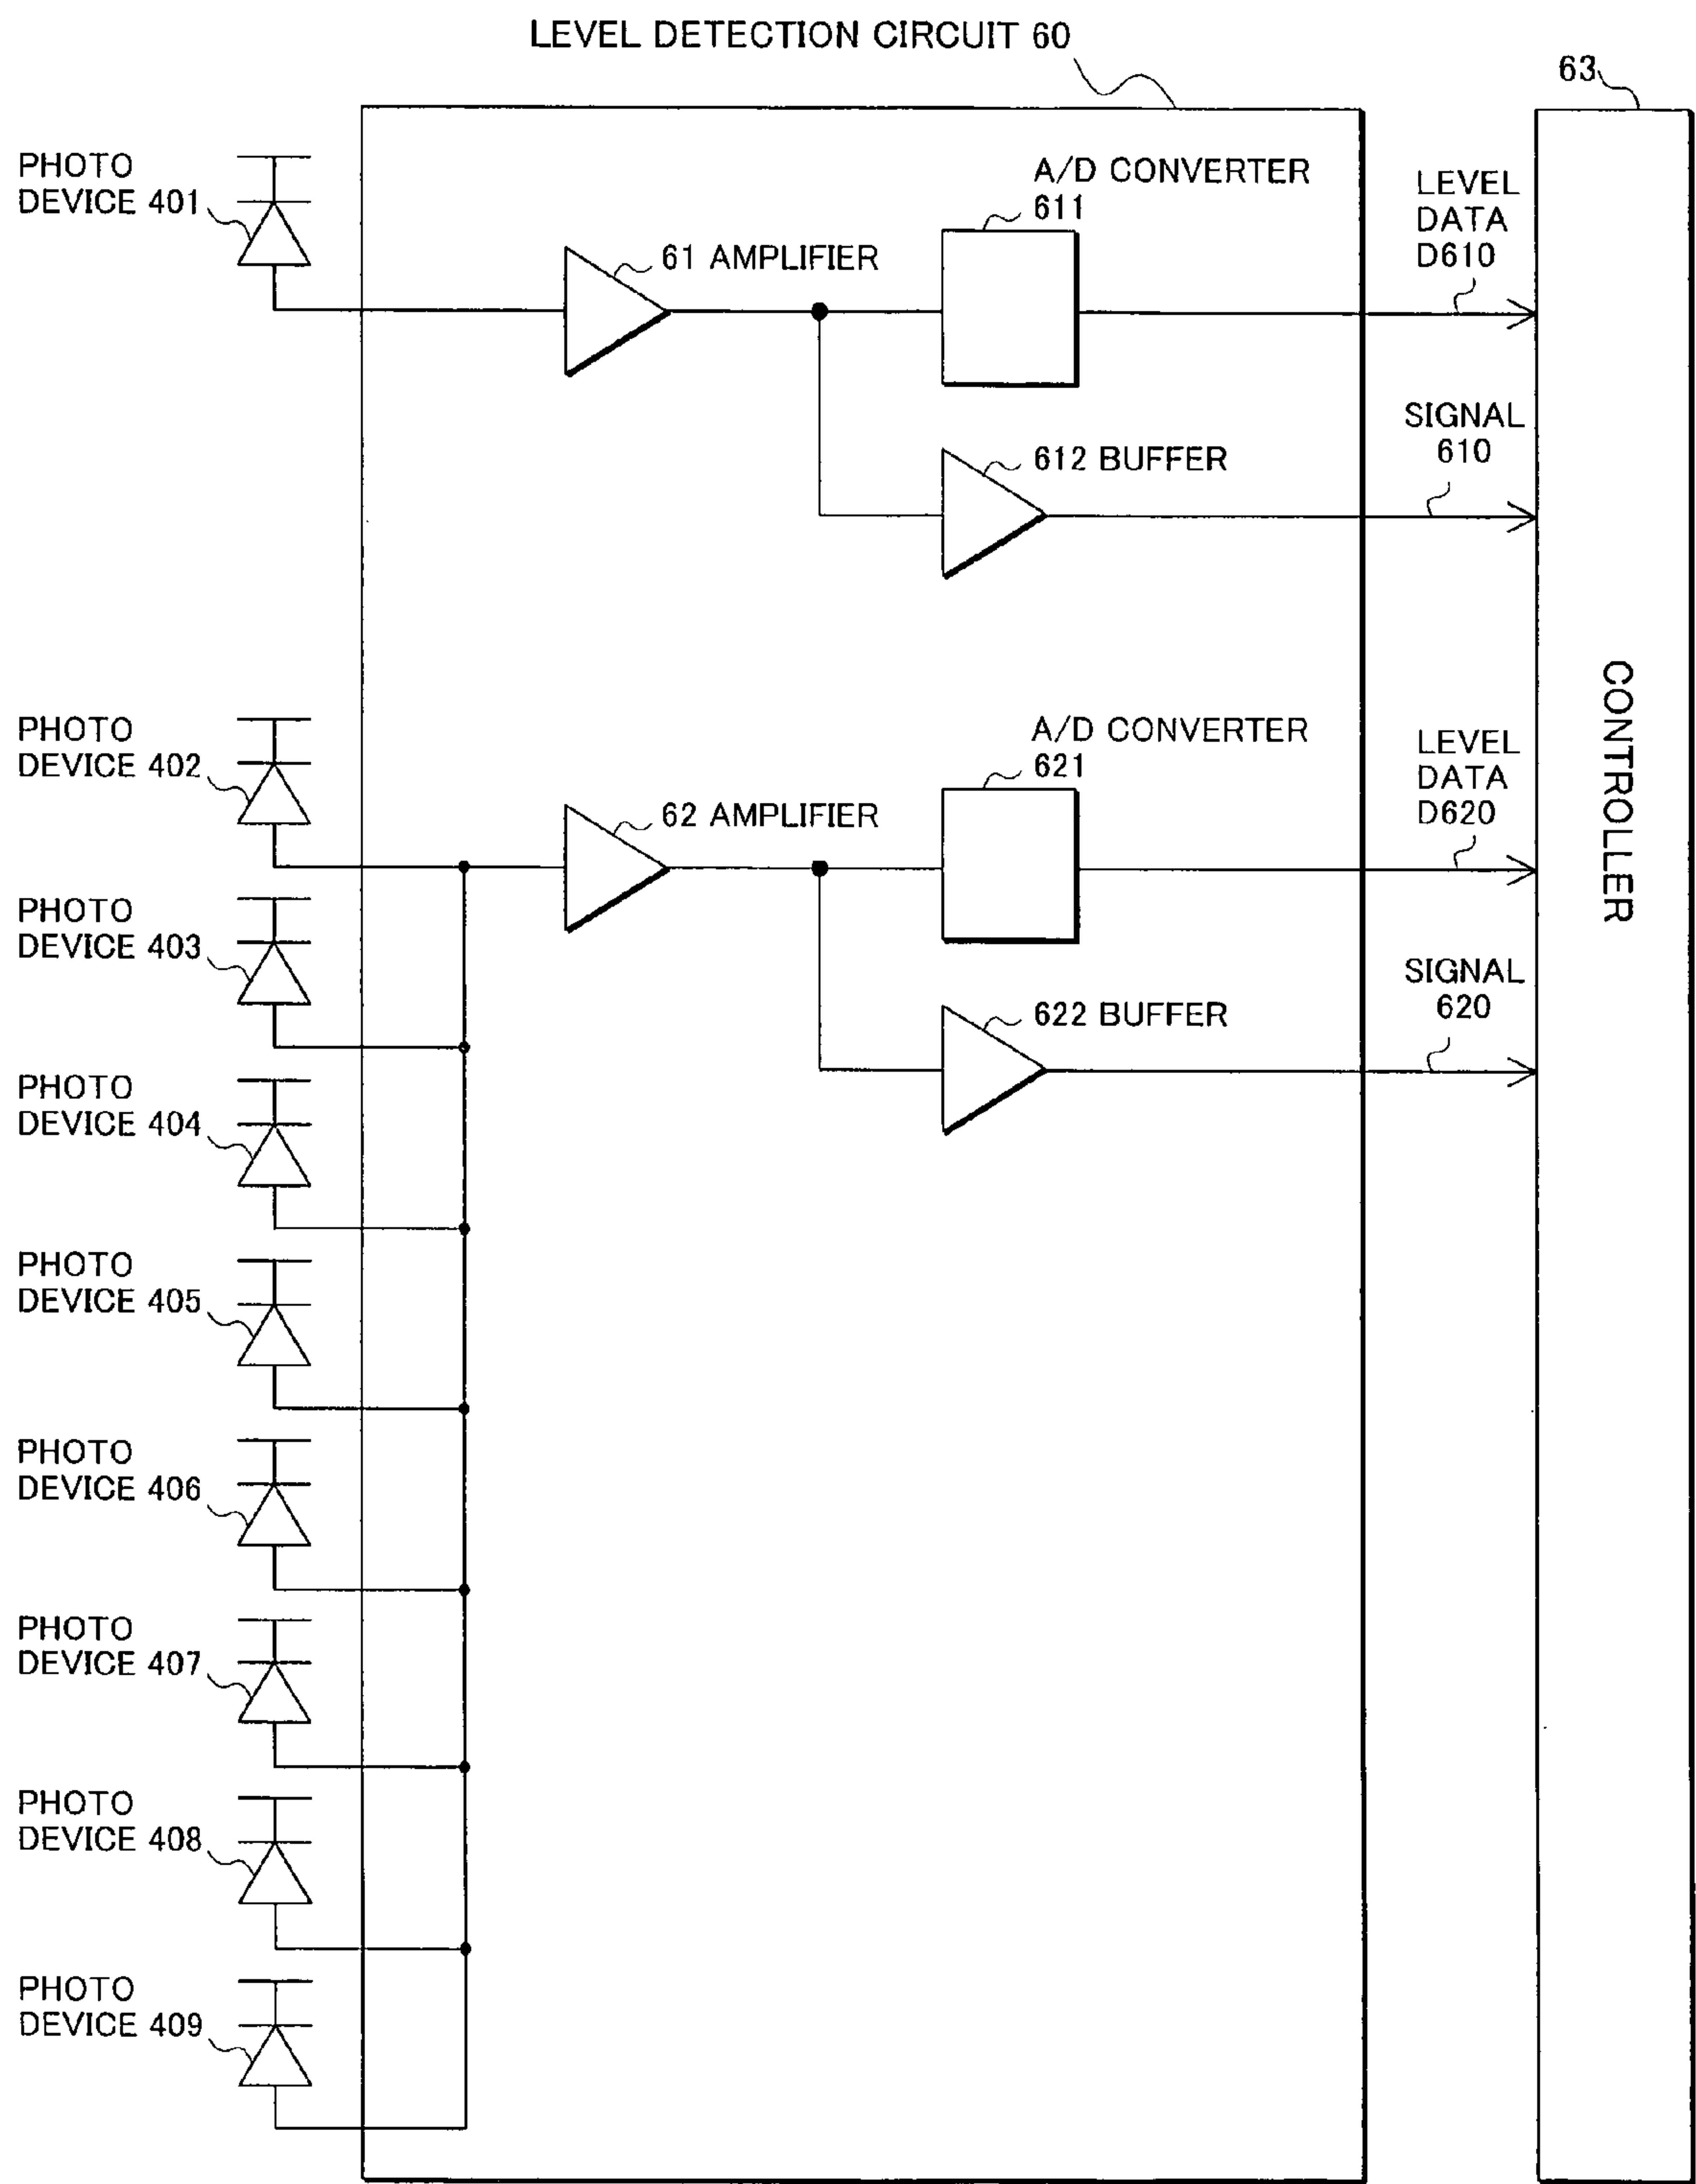 LEVEL DETECTION CIRCUIT 60
63
PHOTO
DEVICE 401
61 AMPLIFIER
A/D CONVERTER
611
LEVEL
DATA
D610
612 BUFFER
SIGNAL
610
CONTROLLER
PHOTO
DEVICE 402
62 AMPLIFIER
A/D CONVERTER
621
LEVEL
DATA
D620
PHOTO
DEVICE 403
622 BUFFER
SIGNAL
620
PHOTO
DEVICE 404
PHOTO
DEVICE 405
PHOTO
DEVICE 406
PHOTO
DEVICE 407
PHOTO
DEVICE 408
PHOTO
DEVICE 409